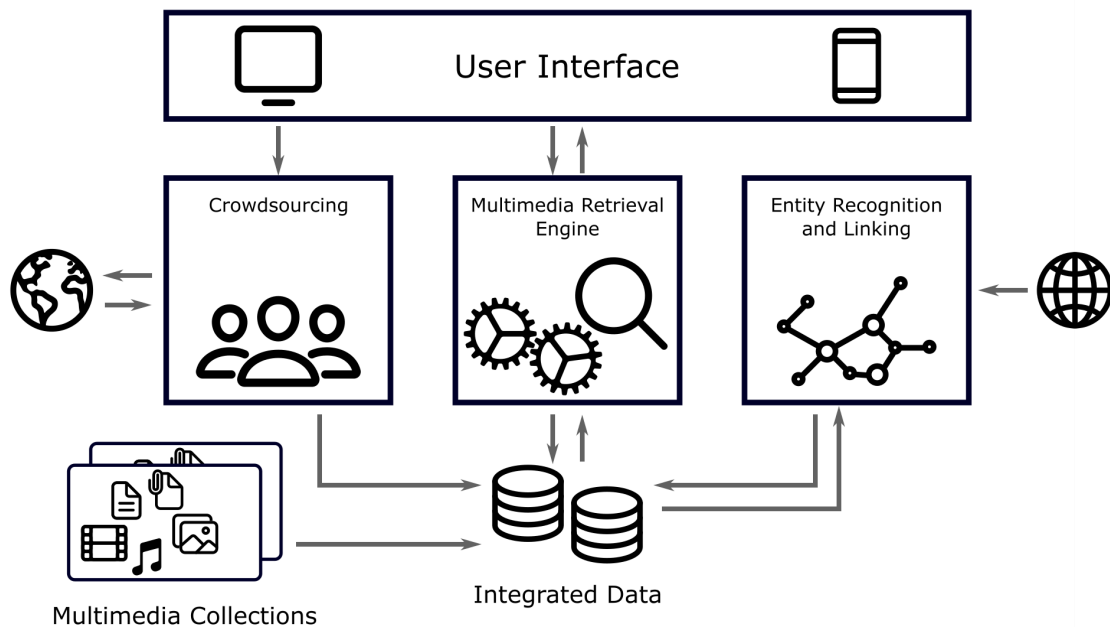 User Interface
Crowdsourcing
Multimedia Retrieval
Engine
Entity Recognition
and Linking
Integrated Data
Multimedia Collections